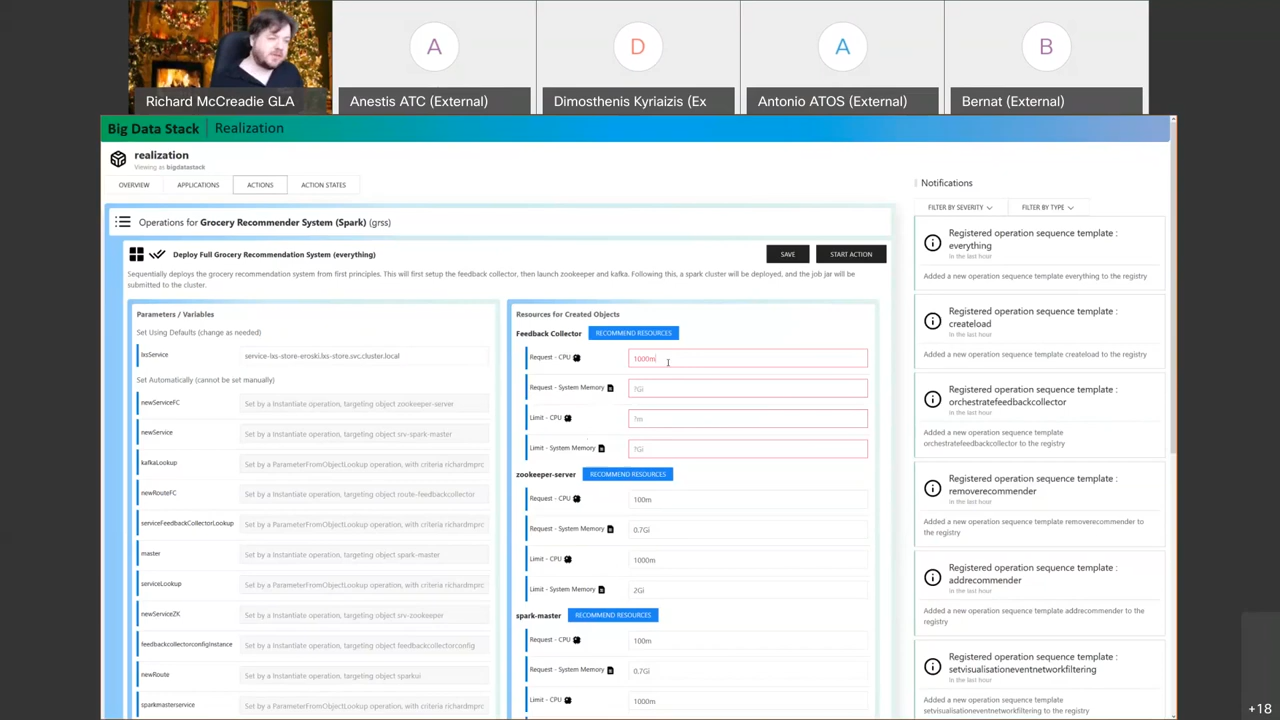 A
D
A
B
Richard McCreadie GLA
Anestis ATC (External)
Dimosthenis Kyriaizis (Ex
Antonio ATOS (External)
Bernat (External)
Big Data Stack | Realization
realization
Viewing as bigdatastack
OVERVIEW
APPLICATIONS
ACTIONS
ACTION STATES
Operations for Grocery Recommender System (Spark) (grss)
Deploy Full Grocery Recommendation System (everything)
SAVE
START ACTION
Sequentially deploys the grocery recommendation system from first principles. This will first setup the feedback collector, then launch zookeeper and kafka. Following this, a spark cluster will be deployed, and the job jar will be
submitted to the cluster.
Parameters / Variables
Set Using Defaults (change as needed)
lxsService
service-lxs-store-eroski.lxs-store.svc.cluster.local
Set Automatically (cannot be set manually)
newServiceFC
Set by a Instantiate operation, targeting object zookeeper-server
newService
Set by a Instantiate operation, targeting object srv-spark-master
kafkaLookup
Set by a ParameterFromObjectLookup operation, with criteria richardmprc
newRouteFC
Set by a Instantiate operation, targeting object route-feedbackcollector
serviceFeedbackCollectorLookup
Set by a ParameterFromObjectLookup operation, with criteria richardmprc
master
Set by a Instantiate operation, targeting object spark-master
serviceLookup
Set by a ParameterFromObjectLookup operation, with criteria richardmprc
newServiceZK
Set by a Instantiate operation, targeting object srv-zookeeper
feedbackcollectorconfigInstance
Set by a Instantiate operation, targeting object feedbackcollectorconfig
newRoute
Set by a Instantiate operation, targeting object sparkui
sparkmasterservice
Resources for Created Objects
Feedback Collector
RECOMMEND RESOURCES
Request - CPU
1000m
Request - System Memory
?Gi
Limit - CPU
?m
Limit - System Memory
?Gi
zookeeper-server
RECOMMEND RESOURCES
Request - CPU
100m
Request - System Memory
0.7Gi
Limit - CPU
1000m
Limit - System Memory
2Gi
spark-master
RECOMMEND RESOURCES
Request - CPU
100m
Request - System Memory
0.7Gi
Limit - CPU
1000m
Notifications
FILTER BY SEVERITY
FILTER BY TYPE
Registered operation sequence template :
everything
in the last hour
Added a new operation sequence template everything to the registry
Registered operation sequence template :
createload
in the last hour
Added a new operation sequence template createload to the registry
Registered operation sequence template :
orchestratefeedbackcollector
in the last hour
Added a new operation sequence template
orchestratefeedbackcollector to the registry
Registered operation sequence template :
removerecommender
in the last hour
Added a new operation sequence template removerecommender to
the registry
Registered operation sequence template :
addrecommender
in the last hour
Added a new operation sequence template addrecommender to the
registry
Registered operation sequence template :
setvisualisationeventnetworkfiltering
in the last hour
Added a new operation sequence template
setvisualisationeventnetworkfiltering to the registry
+18